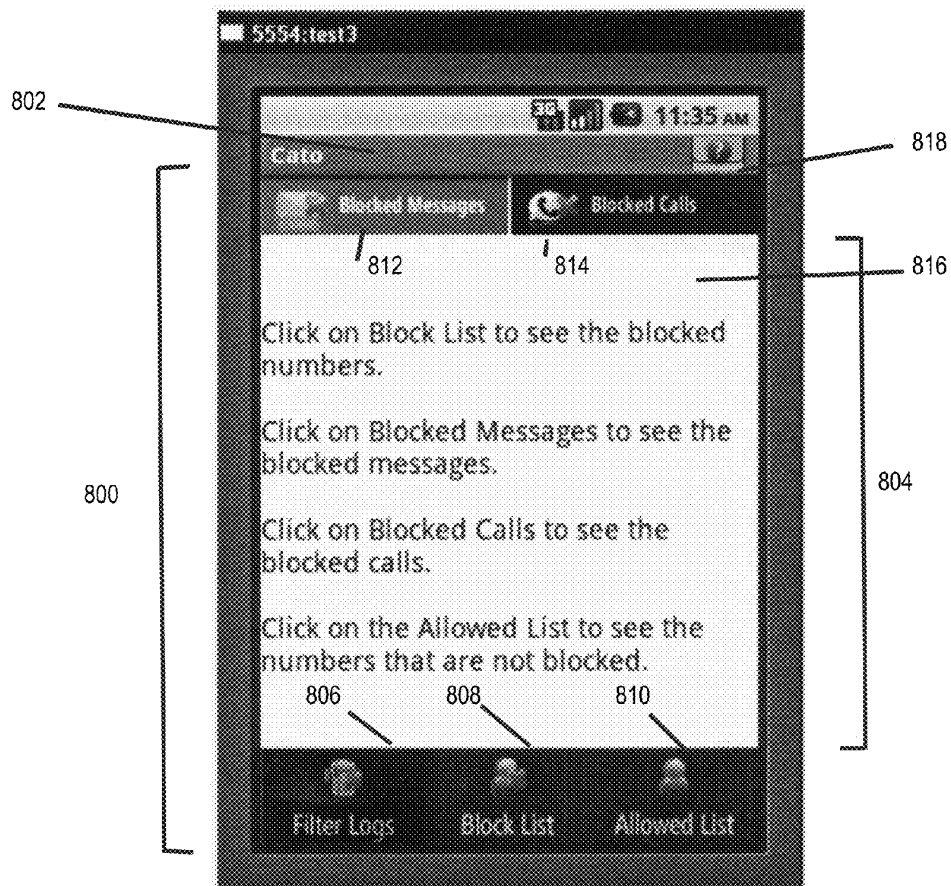 5554:test3
802
3G
11:35 AM
Cato
818
Blocked Messages
Blocked Calls
812
814
816
Click on Block List to see the blocked
numbers.
Click on Blocked Messages to see the
blocked messages.
800
804
Click on Blocked Calls to see the
blocked calls.
Click on the Allowed List to see the
numbers that are not blocked.
806
808
810
Filter Logs
Block List
Allowed List